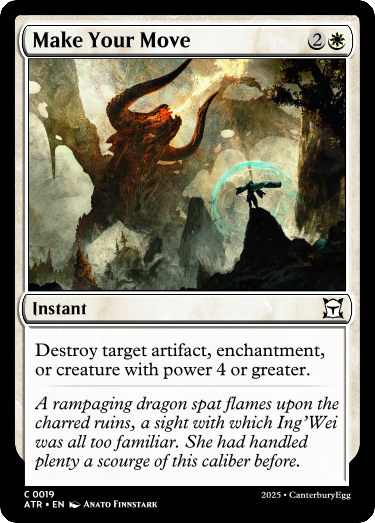 Make Your Move 2
Instant
Destroy target artifact, enchantment,
or creature with power 4 or greater.
A rampaging dragon spat flames upon the
charred ruins, a sight with which Ing'Wei
was all too familiar. She had handled
plenty a scourge of this caliber before.
C 0019
ATR • EN Anato Finnstark 2025 • CanterburyEgg